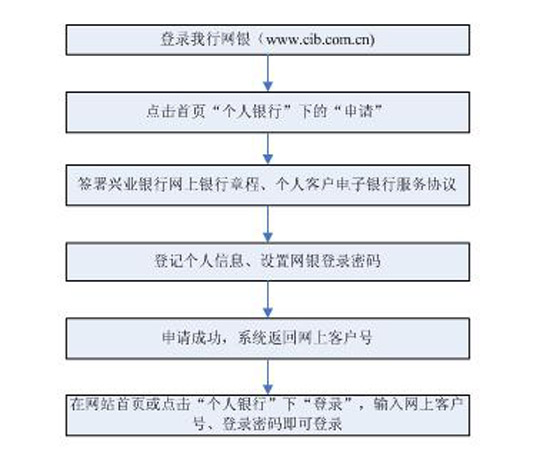 登录我行网银（www.cib.com.cn)
点击首页“个人银行”下的“申请”
签署兴业银行网上银行章程、个人客户电子银行服务协议
登记个人信息、设置网银登录密码
申请成功，系统返回网上客户号
在网站首页或点击“个人银行”下“登录”，输入网上客户
号、登录密码即可登录